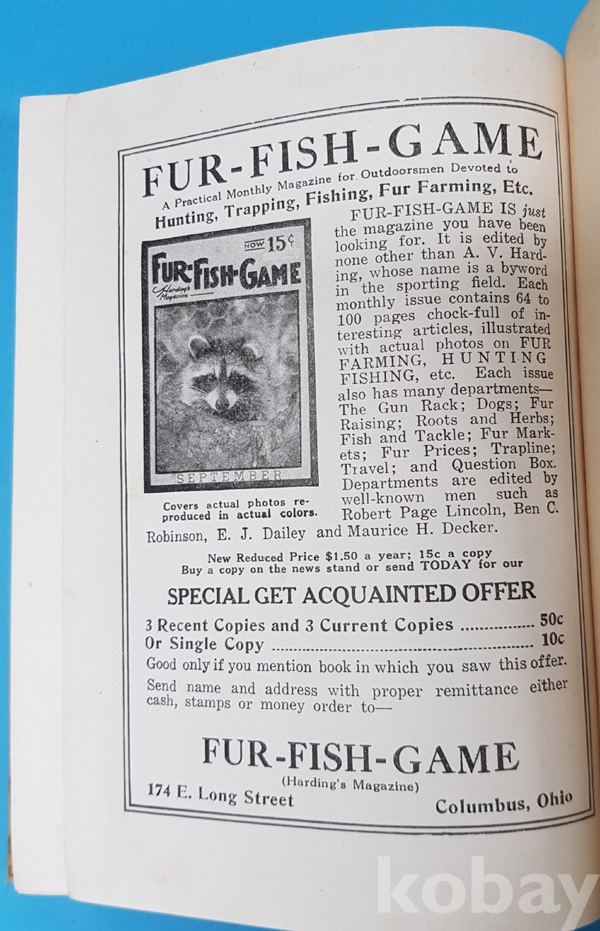 FUR-FISH-GAME
A Practical Monthly Magazine for Outdoorsmen Devoted to
Hunting, Trapping, Fishing, Fur Farming, Etc.
NOW 15¢
FUR-FISH-GAME
Harding's
Magazine
SEPTEMBER
Covers actual photos re-
produced in actual colors.
FUR-FISH-GAME IS just
the magazine you have been
looking for. It is edited by
none other than A. V. Hard-
ing, whose name is a byword
in the sporting field. Each
monthly issue contains 64 to
100 pages chock-full of in-
teresting articles, illustrated
with actual photos on FUR
FARMING, HUNTING
FISHING, etc. Each issue
also has many departments—
The Gun Rack; Dogs; Fur
Raising; Roots and Herbs;
Fish and Tackle; Fur Mark-
ets; Fur Prices; Trapline;
Travel; and Question Box.
Departments are edited by
well-known men such as
Robert Page Lincoln, Ben C.
Robinson, E. J. Dailey and Maurice H. Decker.
New Reduced Price $1.50 a year; 15c a copy
Buy a copy on the news stand or send TODAY for our
SPECIAL GET ACQUAINTED OFFER
3 Recent Copies and 3 Current Copies ................ 50c
Or Single Copy ........................................................ 10c
Good only if you mention book in which you saw this offer.
Send name and address with proper remittance either
cash, stamps or money order to—
FUR-FISH-GAME
(Harding's Magazine)
174 E. Long Street
Columbus, Ohio
kobay